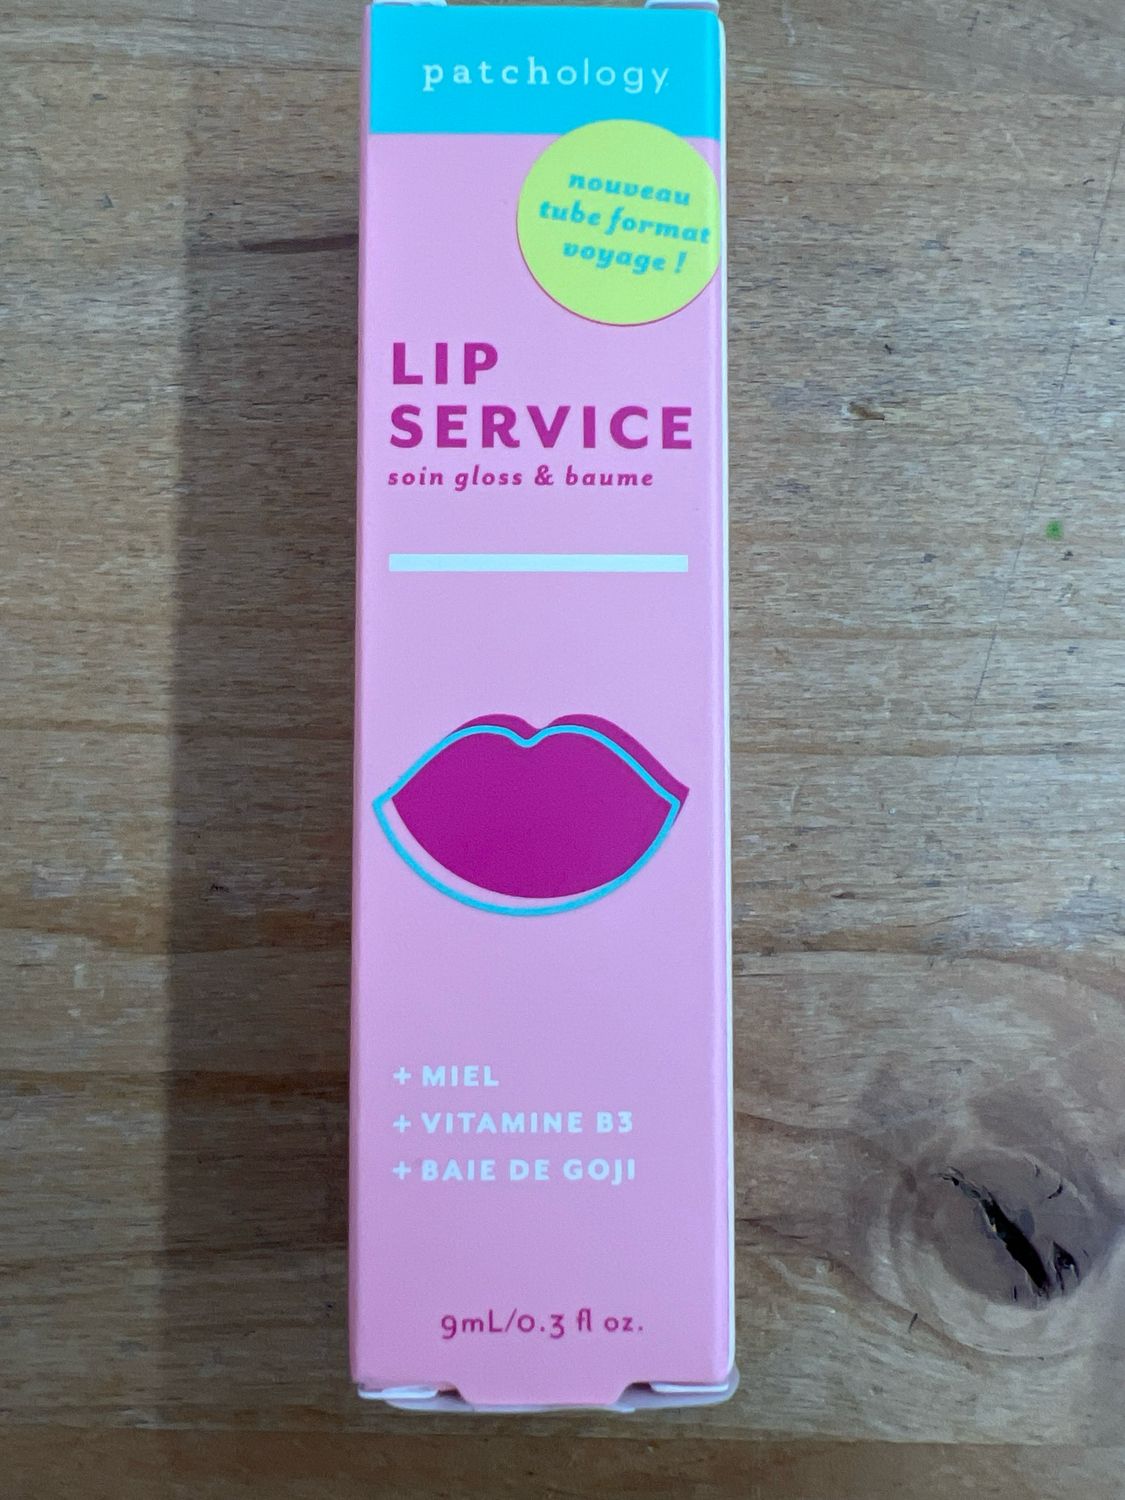 patchology
nouveau
tube format
voyage !
LIP
SERVICE
soin gloss & baume
+ MIEL
+ VITAMINE B3
+ BAIE DE GOJI
9mL/0.3 fl oz.